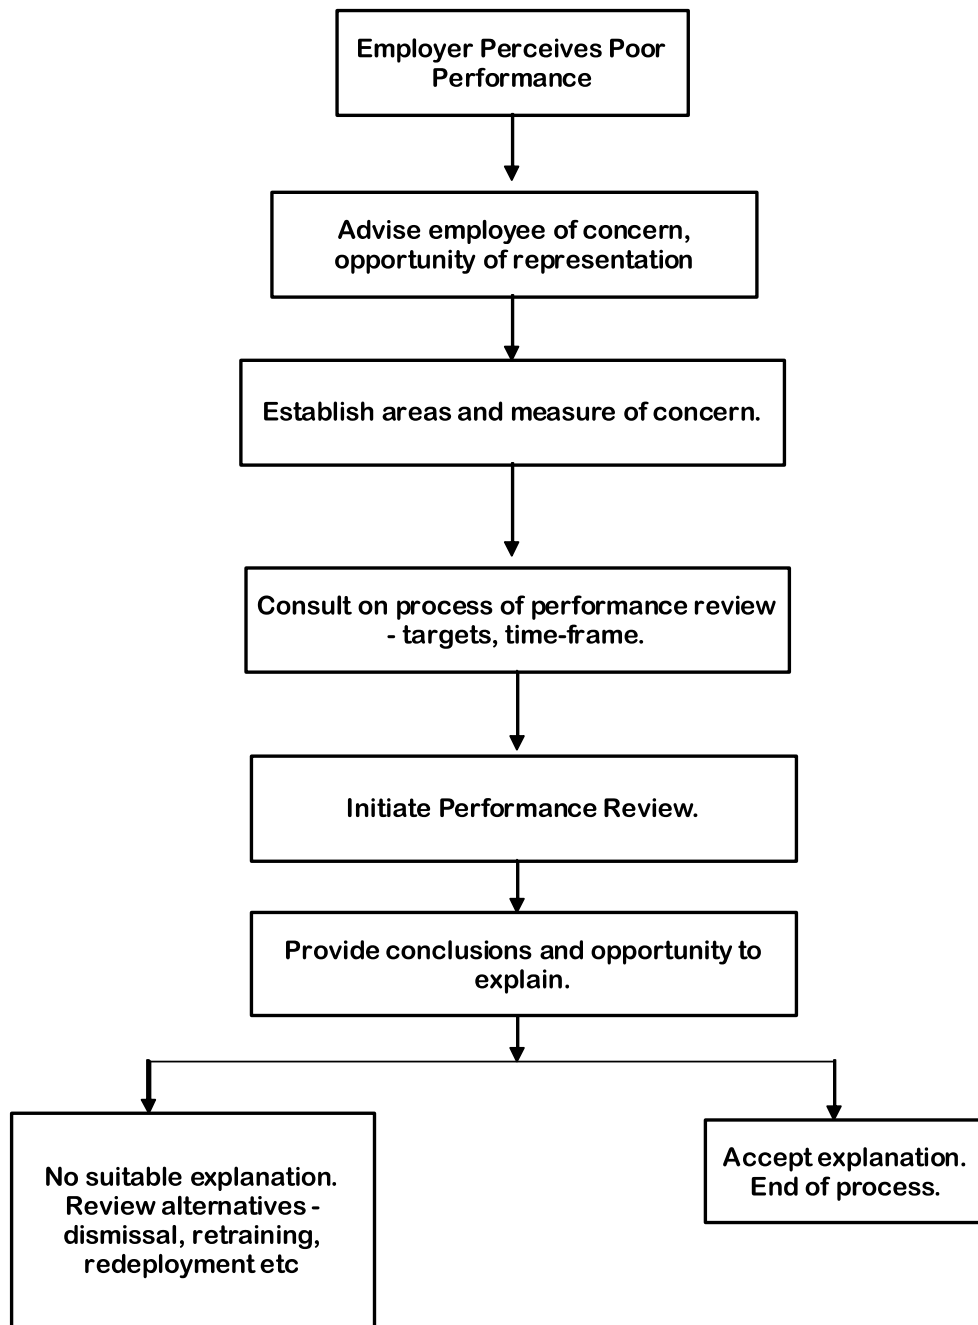 Employer Perceives Poor
Performance
Advise employee of concern,
opportunity of representation
Establish areas and measure of concern.
Consult on process of performance review
- targets, time-frame.
Initiate Performance Review.
Provide conclusions and opportunity to
explain.
No suitable explanation.
Review alternatives -
dismissal, retraining,
redeployment etc
Accept explanation.
End of process.